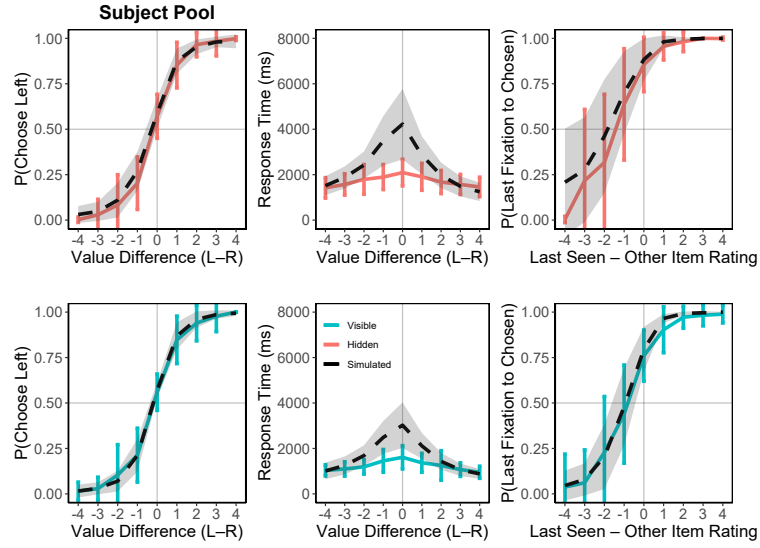 Subject Pool
P(Choose Left)
1.00
0.75
0.50
0.25
0.00
-4 -3 -2 -1 0 1 2 3 4
Value Difference (L–R)
Response Time (ms)
8000
6000
4000
2000
0
-4 -3 -2 -1 0 1 2 3 4
Value Difference (L–R)
P(Last Fixation to Chosen)
1.00
0.75
0.50
0.25
0.00
-4 -3 -2 -1 0 1 2 3 4
Last Seen – Other Item Rating
P(Choose Left)
1.00
0.75
0.50
0.25
0.00
-4 -3 -2 -1 0 1 2 3 4
Value Difference (L–R)
Response Time (ms)
8000
6000
4000
2000
0
Visible
Hidden
Simulated
-4 -3 -2 -1 0 1 2 3 4
Value Difference (L–R)
P(Last Fixation to Chosen)
1.00
0.75
0.50
0.25
0.00
-4 -3 -2 -1 0 1 2 3 4
Last Seen – Other Item Rating